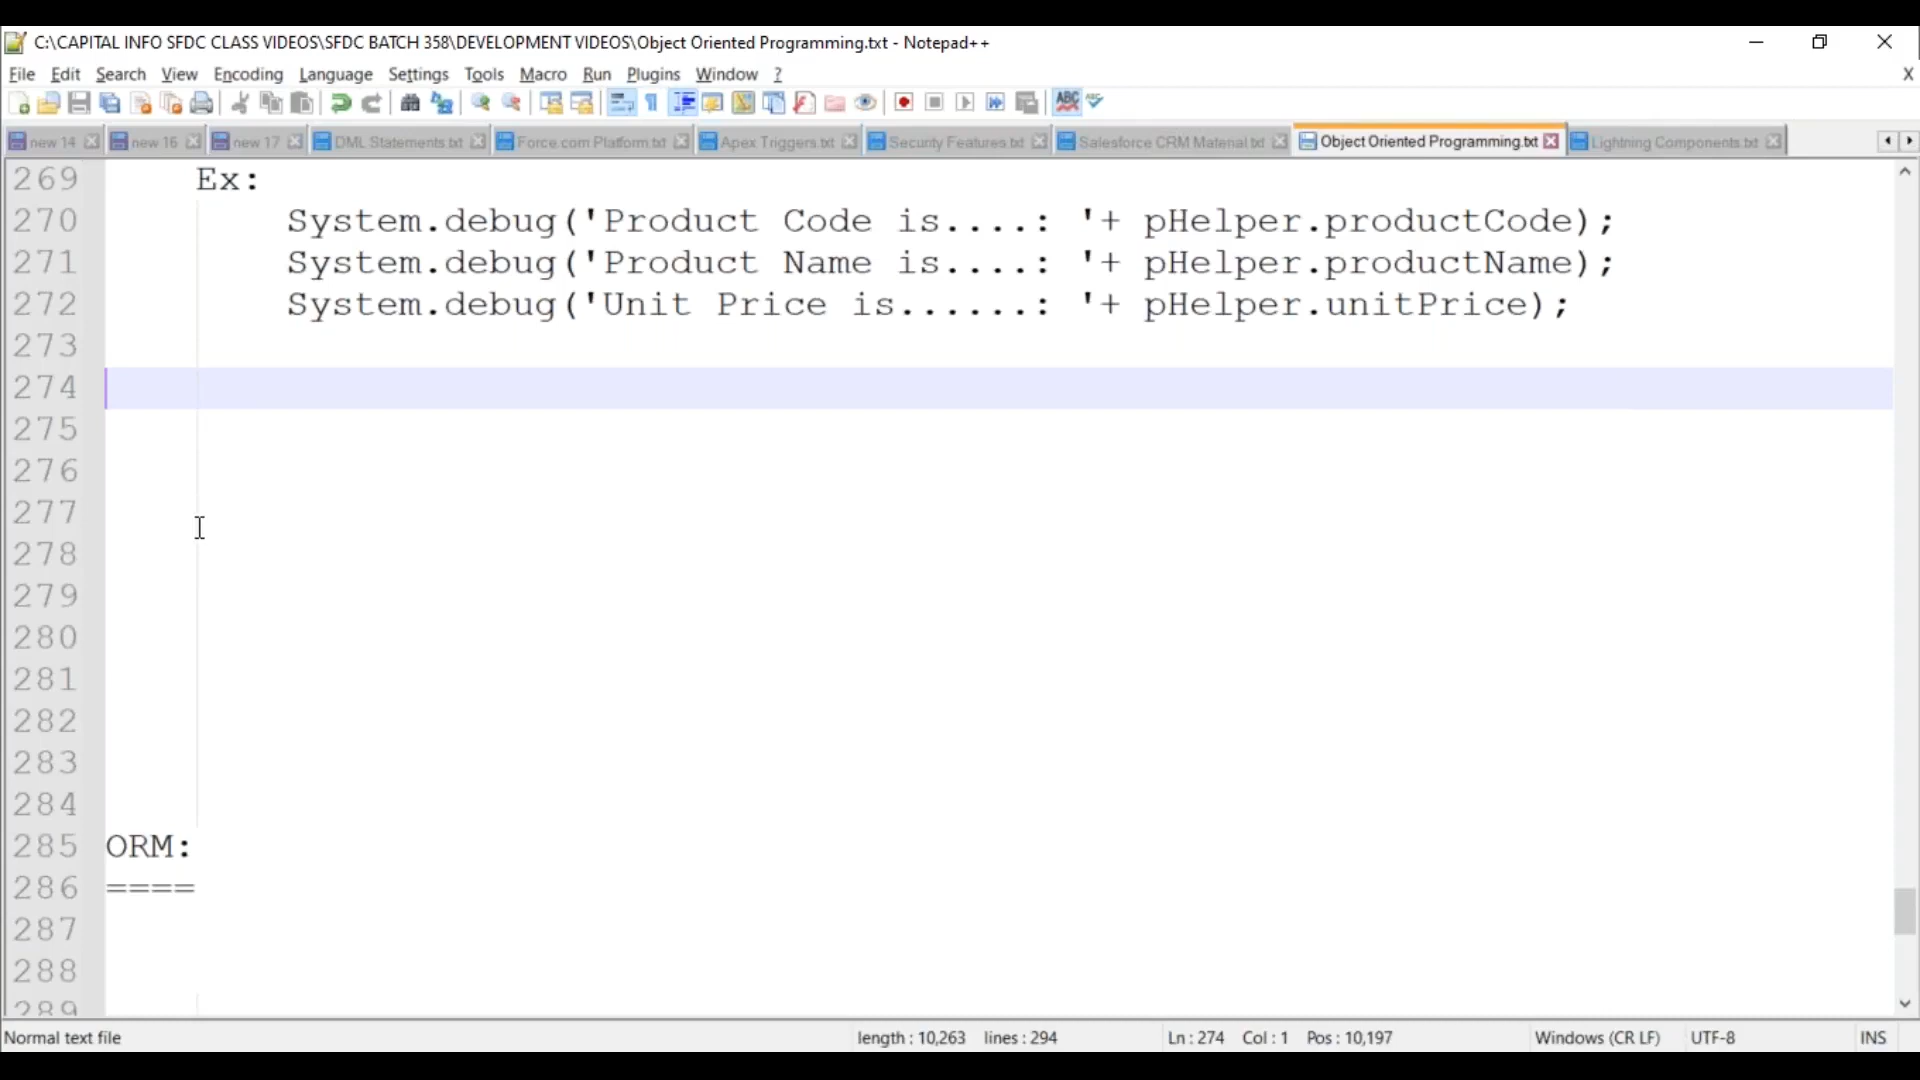 C:\CAPITAL INFO SFDC CLASS VIDEOS\SFDC BATCH 358\DEVELOPMENT VIDEOS\Object Oriented Programming.txt - Notepad++
File Edit Search View Encoding Language Settings Tools Macro Run Plugins Window ? X
new 14 new 16 new 17 DML Statements.txt Force.com Platform.txt Apex Triggers.txt Security Features.txt Salesforce CRM Material.txt Object Oriented Programming.txt Lightning Components.txt
269 Ex:
270 System.debug('Product Code is....: '+ pHelper.productCode);
271 System.debug('Product Name is....: '+ pHelper.productName);
272 System.debug('Unit Price is......: '+ pHelper.unitPrice);
273
274
275
276
277
278
279
280
281
282
283
284
285 ORM:
286 ====
287
288
289
Normal text file length : 10,263 lines : 294 Ln : 274 Col : 1 Pos : 10,197 Windows (CR LF) UTF-8 INS